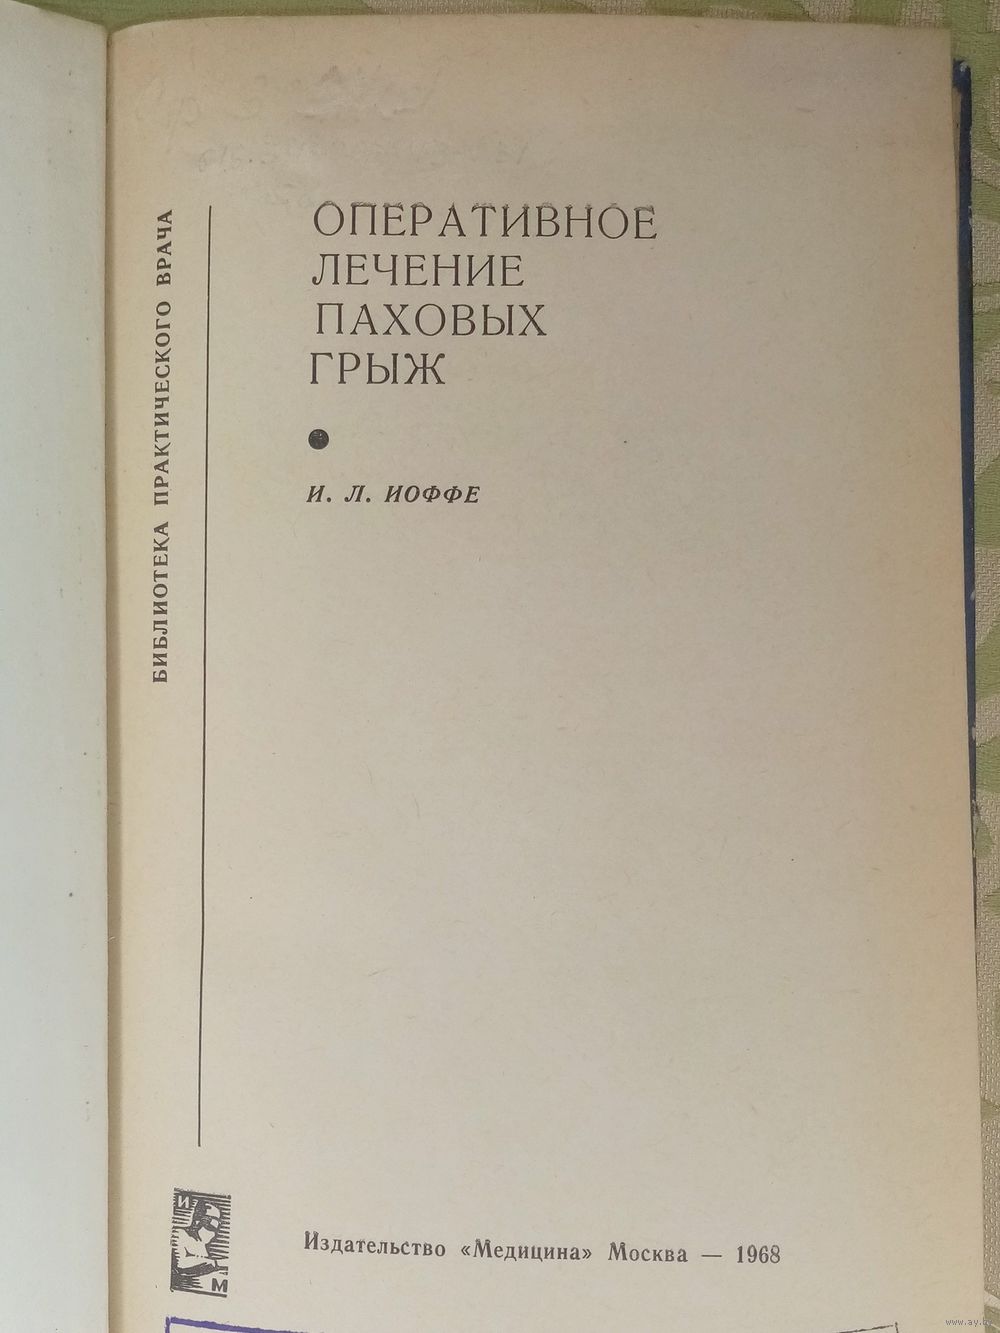 БИБЛИОТЕКА ПРАКТИЧЕСКОГО ВРАЧА
ОПЕРАТИВНОЕ
ЛЕЧЕНИЕ
ПАХОВЫХ
ГРЫЖ
И. Л. ИОФФЕ
И
М
Издательство «Медицина» Москва — 1968